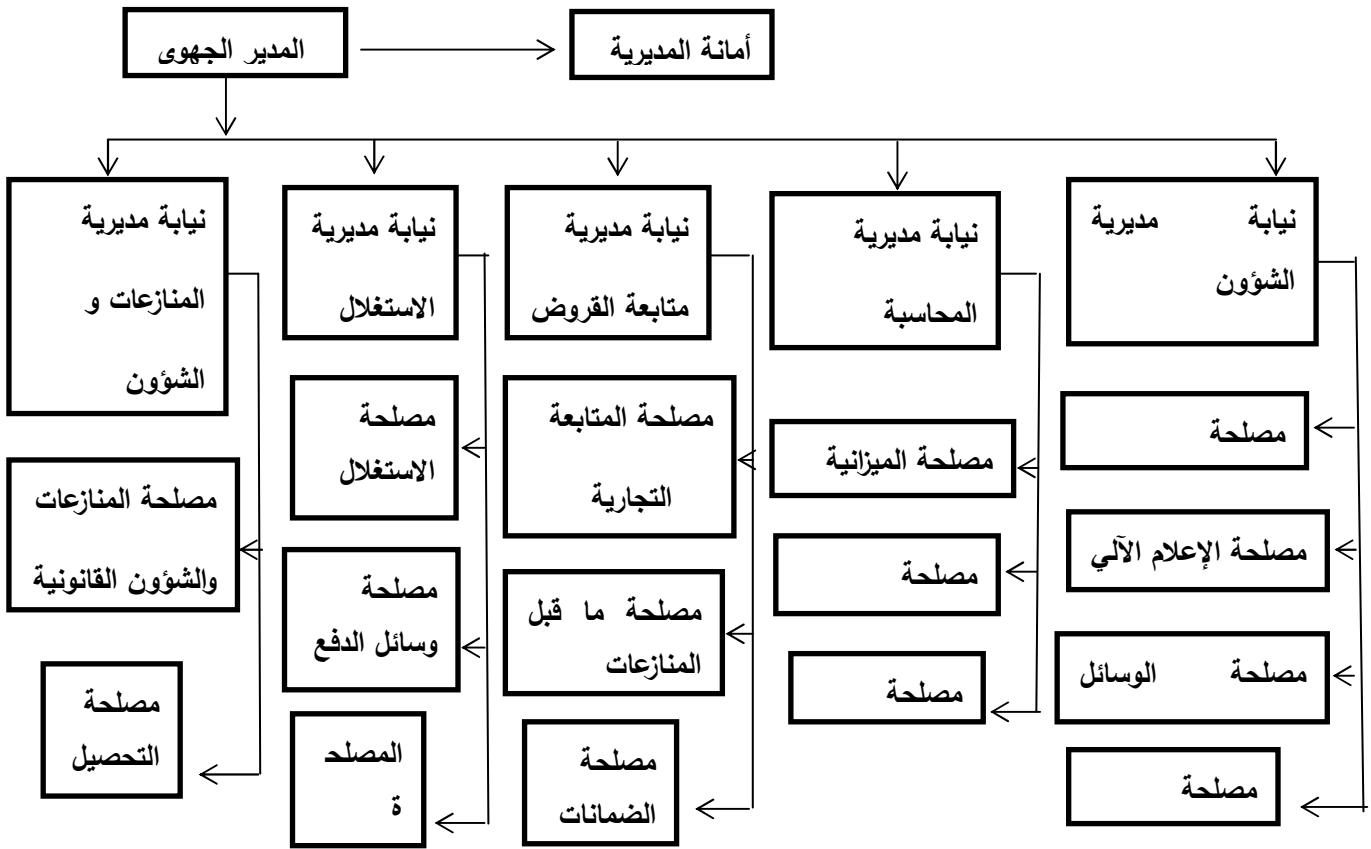 المدير الجهوى
أمانة المديرية
نيابة مديرية
الشؤون
مصلحة
مصلحة الإعلام الآلي
مصلحة الوسائل
مصلحة
نيابة مديرية
المحاسبة
مصلحة الميزانية
مصلحة
مصلحة
نيابة مديرية
متابعة القروض
مصلحة المتابعة
التجارية
مصلحة ما قبل
المنازعات
مصلحة
الضمانات
نيابة مديرية
الاستغلال
مصلحة
الاستغلال
مصلحة
وسائل الدفع
المصلحـ
ة
نيابة مديرية
المنازعات و
الشؤون
مصلحة المنازعات
والشؤون القانونية
مصلحة
التحصيل